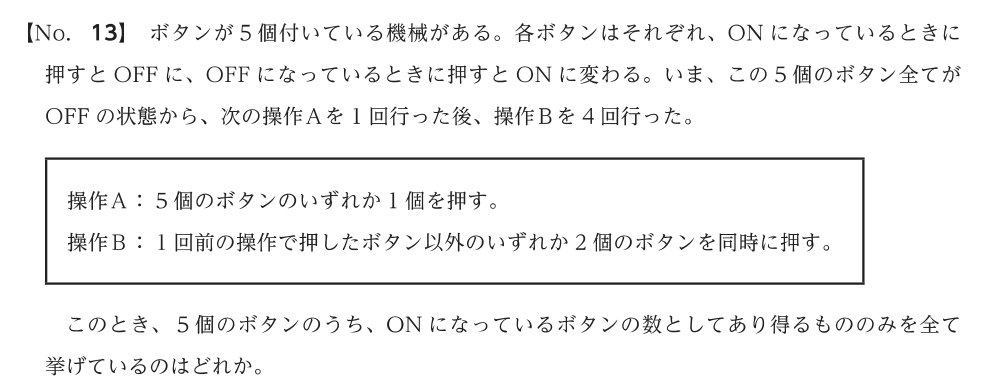 【No. 13】 ボタンが5個付いている機械がある。各ボタンはそれぞれ、ONになっているときに
押すとOFFに、OFFになっているときに押すとONに変わる。いま、この5個のボタン全てが
OFFの状態から、次の操作Aを1回行った後、操作Bを4回行った。
操作A:5個のボタンのいずれか1個を押す。
操作B:1回前の操作で押したボタン以外のいずれか2個のボタンを同時に押す。
このとき、5個のボタンのうち、ONになっているボタンの数としてあり得るもののみを全て
挙げているのはどれか。